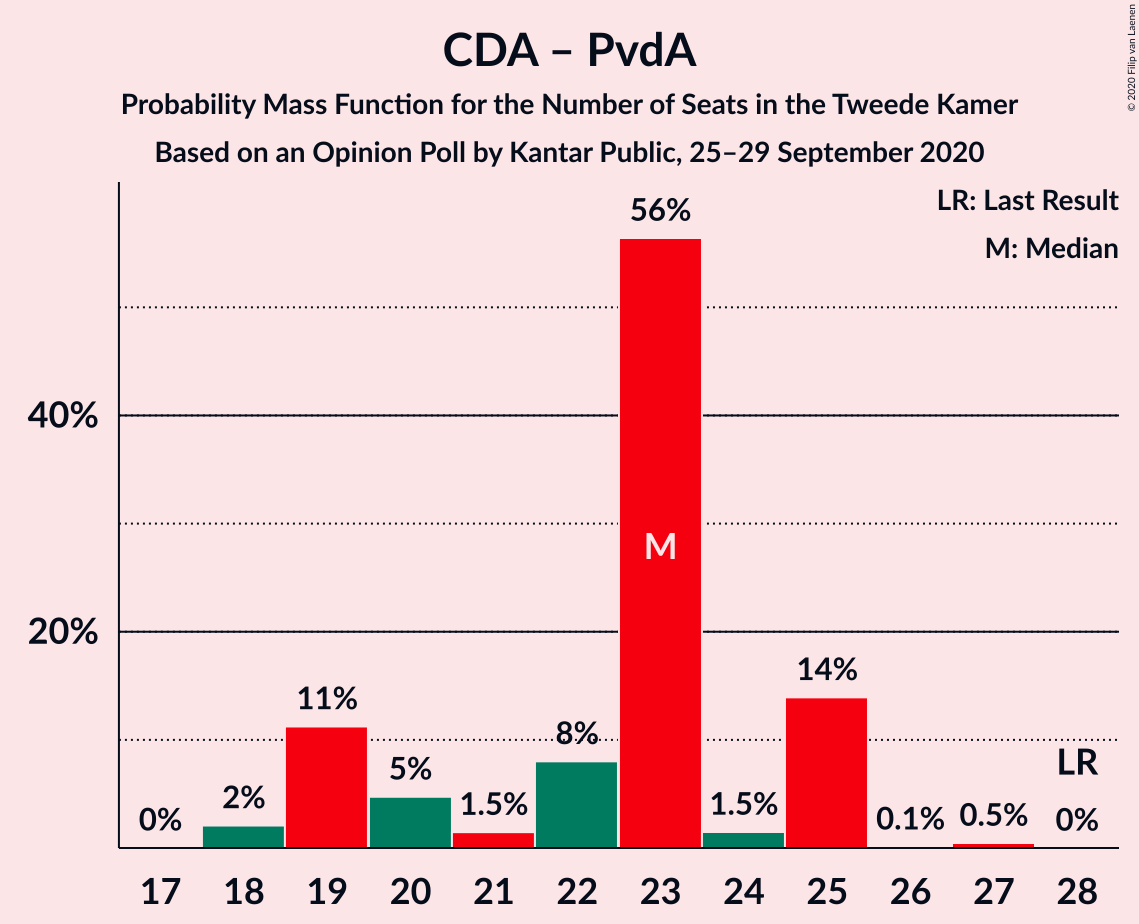 CDA – PvdA
Probability Mass Function for the Number of Seats in the Tweede Kamer
Based on an Opinion Poll by Kantar Public, 25–29 September 2020
© 2020 Filip van Laenen
LR: Last Result
M: Median
56%
40%
M
20%
14%
11%
8%
LR
5%
2%
1.5%
1.5%
0.5%
0.1%
0%
0%
17 18 19 20 21 22 23 24 25 26 27 28